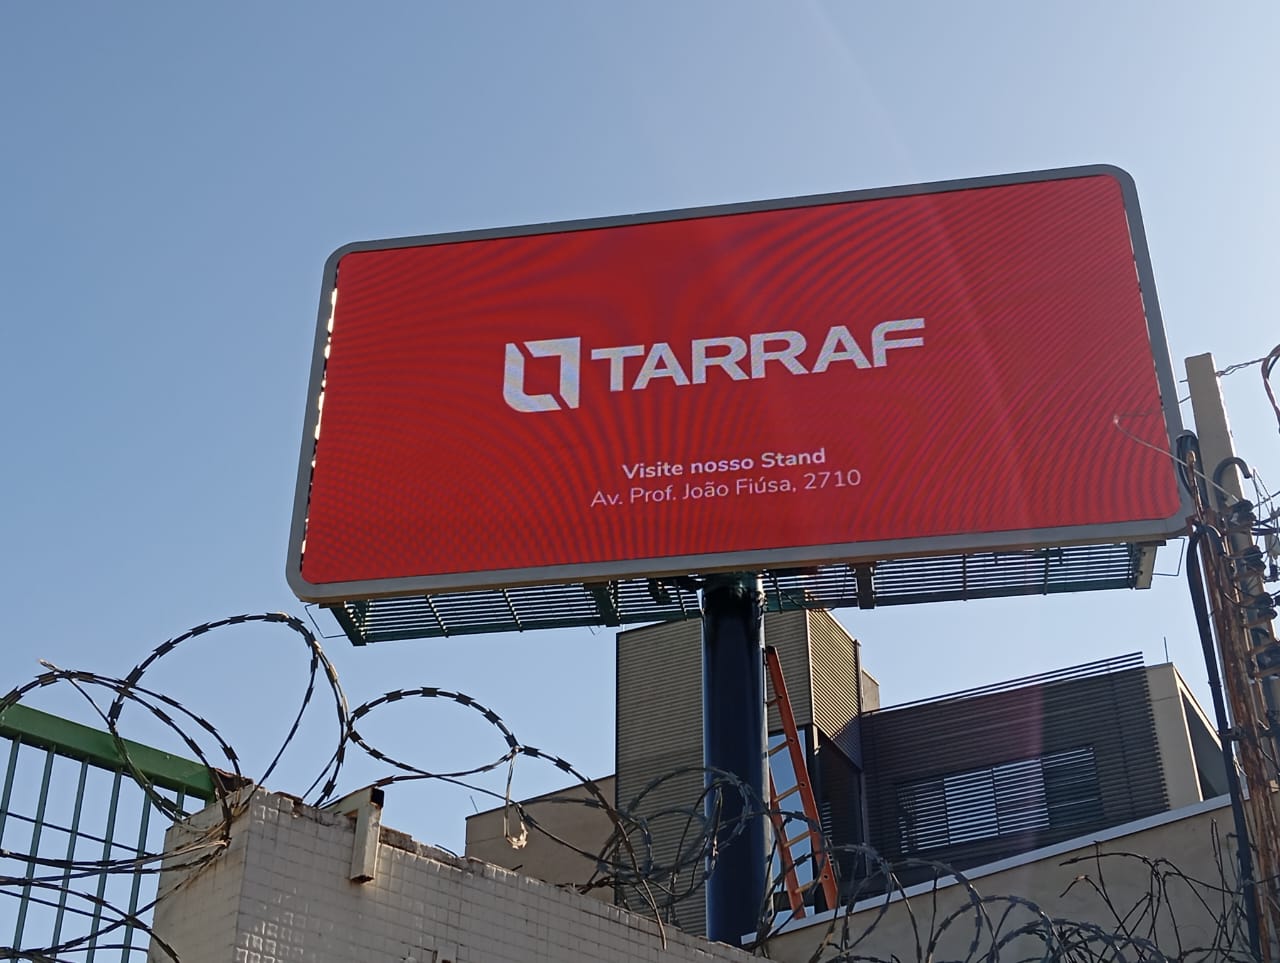 TARRAF
Visite nosso Stand
Av. Prof. João Fiúsa, 2710